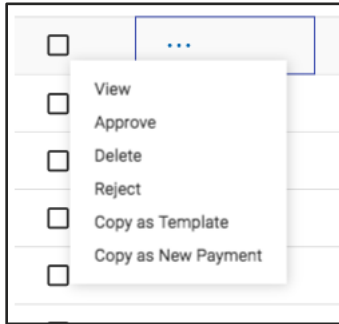 ...
View
Approve
Delete
Reject
Copy as Template
Copy as New Payment